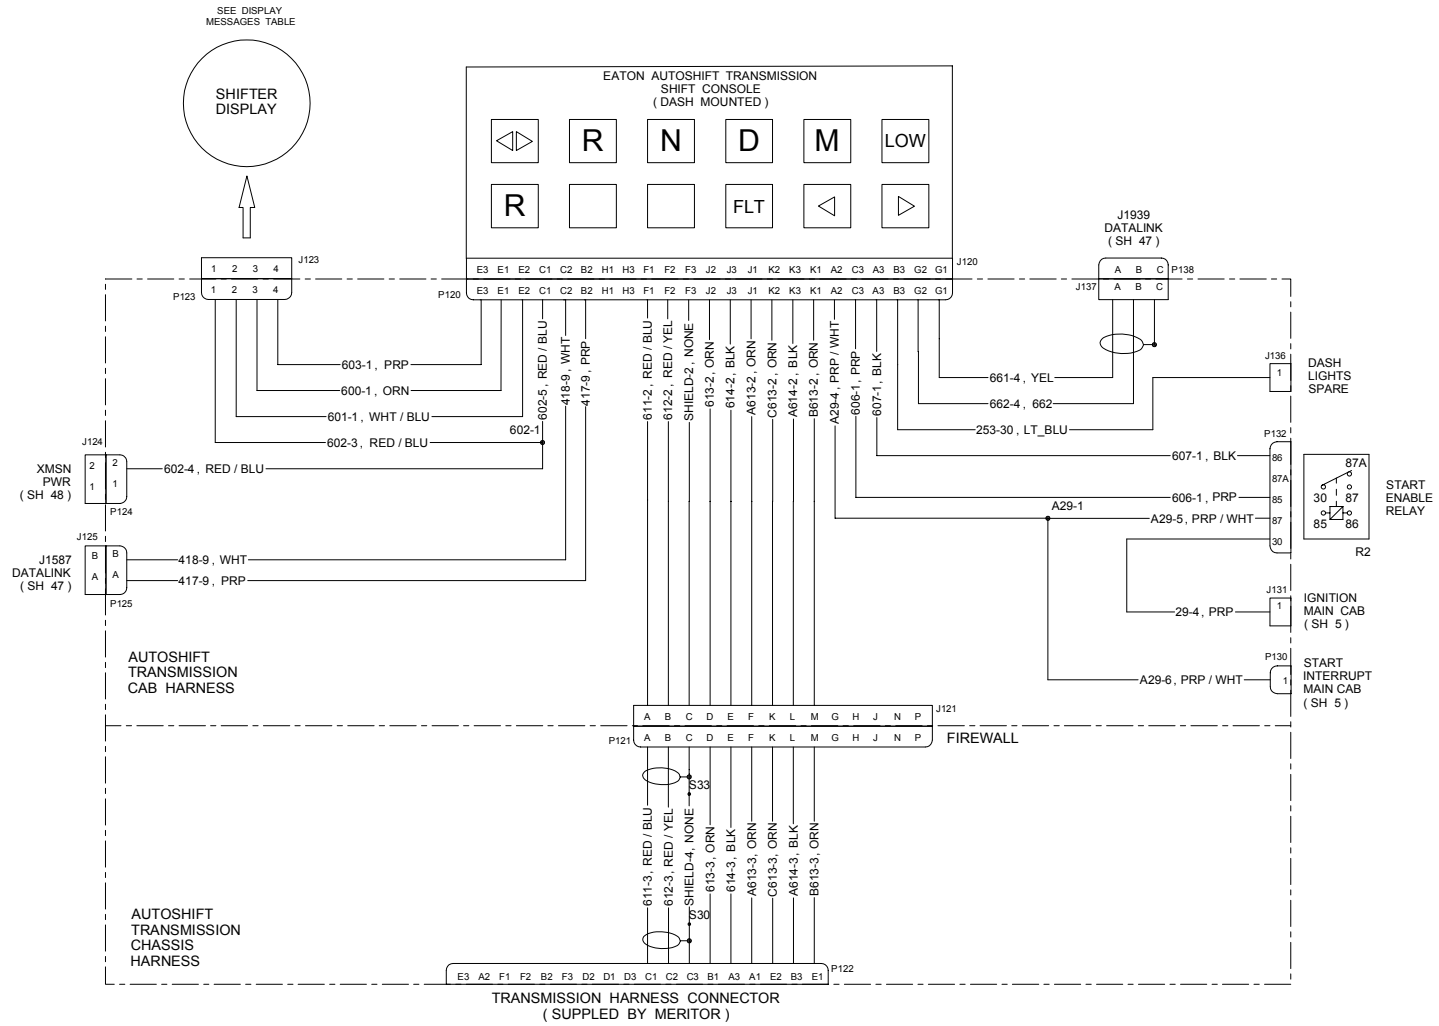 SEE DISPLAY
MESSAGES TABLE
SHIFTER
DISPLAY
EATON AUTOSHIFT TRANSMISSION
SHIFT CONSOLE
( DASH MOUNTED )
R N D M LOW
R FLT
J1939
DATALINK
( SH 47 )
1 2 3 4 J123
1 2 3 4
P123
E3 E1 E2 C1 C2 B2 H1 H3 F1 F2 F3 J2 J3 J1 K2 K3 K1 A2 C3 A3 B3 G2 G1 J120
P120
E3 E1 E2 C1 C2 B2 H1 H3 F1 F2 F3 J2 J3 J1 K2 K3 K1 A2 C3 A3 B3 G2 G1
A B C P138
J137
A B C
603-1, PRP
600-1, ORN
601-1, WHT / BLU
602-3, RED / BLU
602-1
602-5, RED / BLU
418-9, WHT
417-9, PRP
611-2, RED / BLU
612-2, RED / YEL
SHIELD-2, NONE
613-2, ORN
614-2, BLK
A613-2, ORN
C613-2, ORN
A614-2, BLK
B613-2, ORN
A29-4, PRP / WHT
606-1, PRP
607-1, BLK
661-4, YEL
662-4, 662
253-30, LT_BLU
J136
1
DASH
LIGHTS
SPARE
J124
XMSN
PWR
( SH 48 )
2 2
1 1
P124
602-4, RED / BLU
J125
J1587
DATALINK
( SH 47 )
B B
A A
P125
418-9, WHT
417-9, PRP
P132
607-1, BLK
86
87A
606-1, PRP
85
A29-1
A29-5, PRP / WHT
87
30
87A
30 87
85 86
R2
START
ENABLE
RELAY
29-4, PRP
J131
1
IGNITION
MAIN CAB
( SH 5 )
A29-6, PRP / WHT
P130
1
START
INTERRUPT
MAIN CAB
( SH 5 )
AUTOSHIFT
TRANSMISSION
CAB HARNESS
A B C D E F K L M G H J N P J121
P121
A B C D E F K L M G H J N P
FIREWALL
S33
611-3, RED / BLU
612-3, RED / YEL
SHIELD-4, NONE
613-3, ORN
614-3, BLK
A613-3, ORN
C613-3, ORN
A614-3, BLK
B613-3, ORN
S30
AUTOSHIFT
TRANSMISSION
CHASSIS
HARNESS
E3 A2 F1 F2 B2 F3 D2 D1 D3 C1 C2 C3 B1 A3 A1 E2 B3 E1 P122
TRANSMISSION HARNESS CONNECTOR
( SUPPLED BY MERITOR )